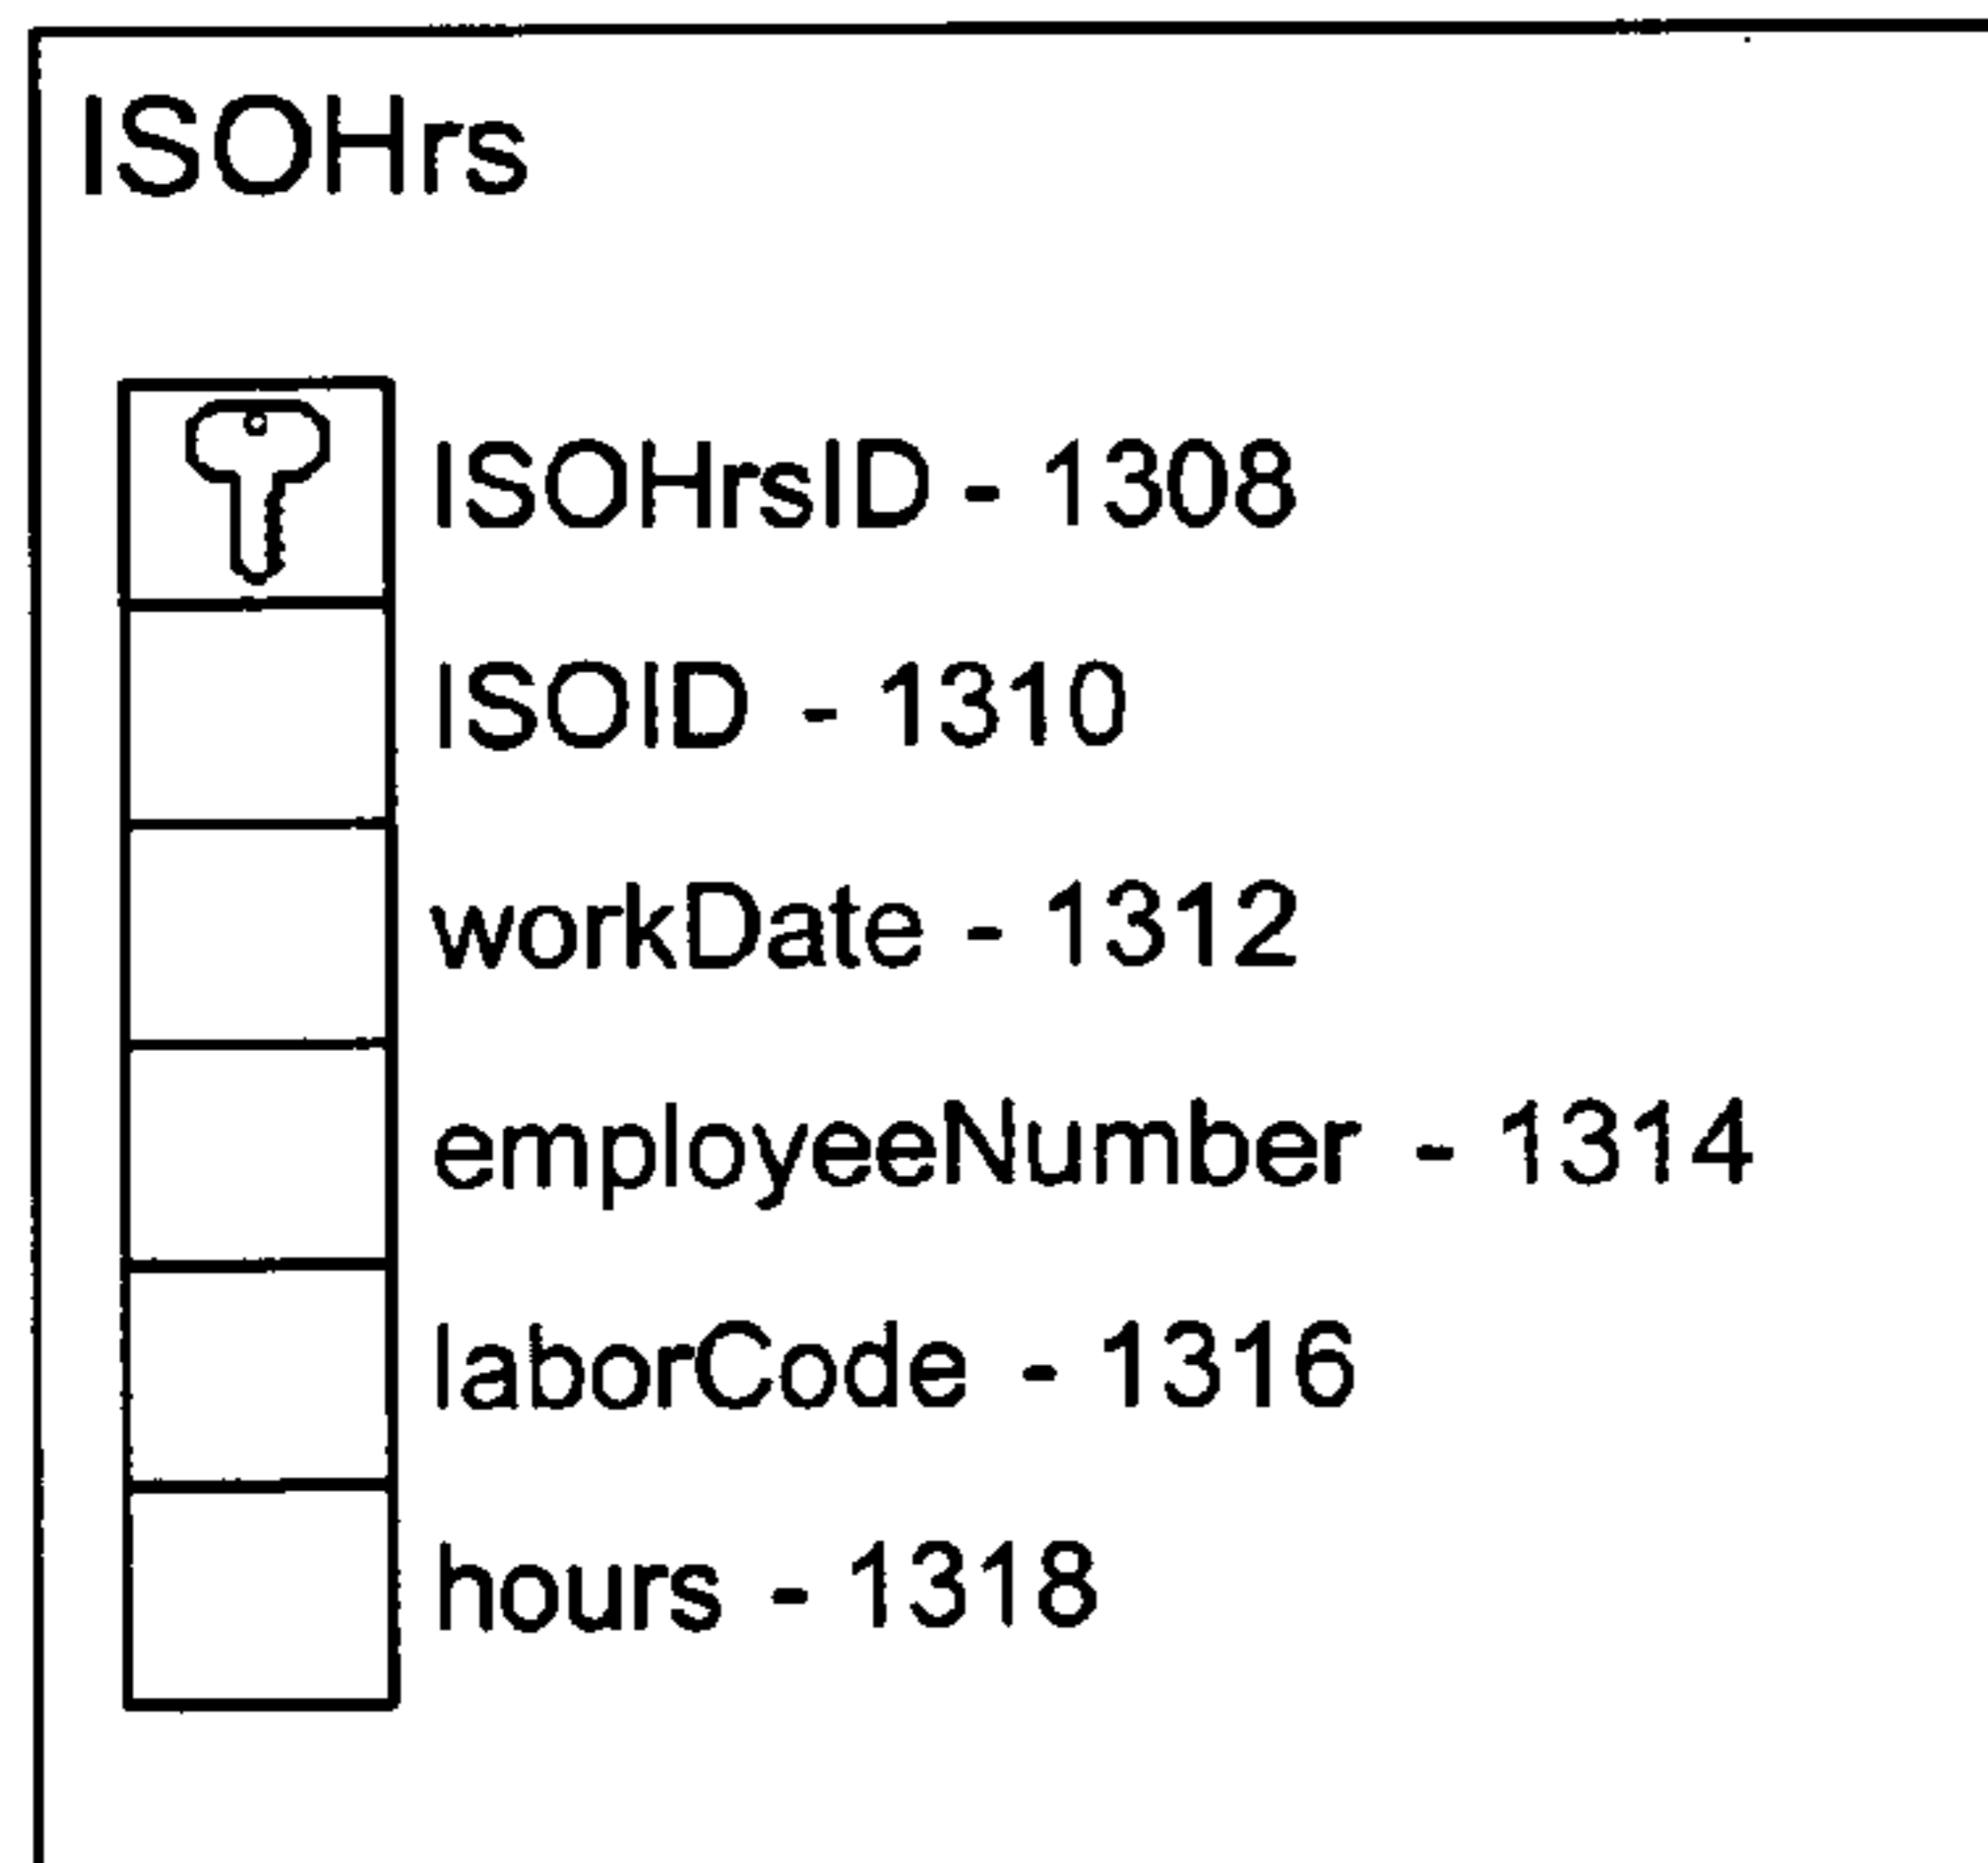 ISOHrs
ISOHrsID - 1308
ISOID - 1310
workDate - 1312
employeeNumber - 1314
laborCode - 1316
hours - 1318